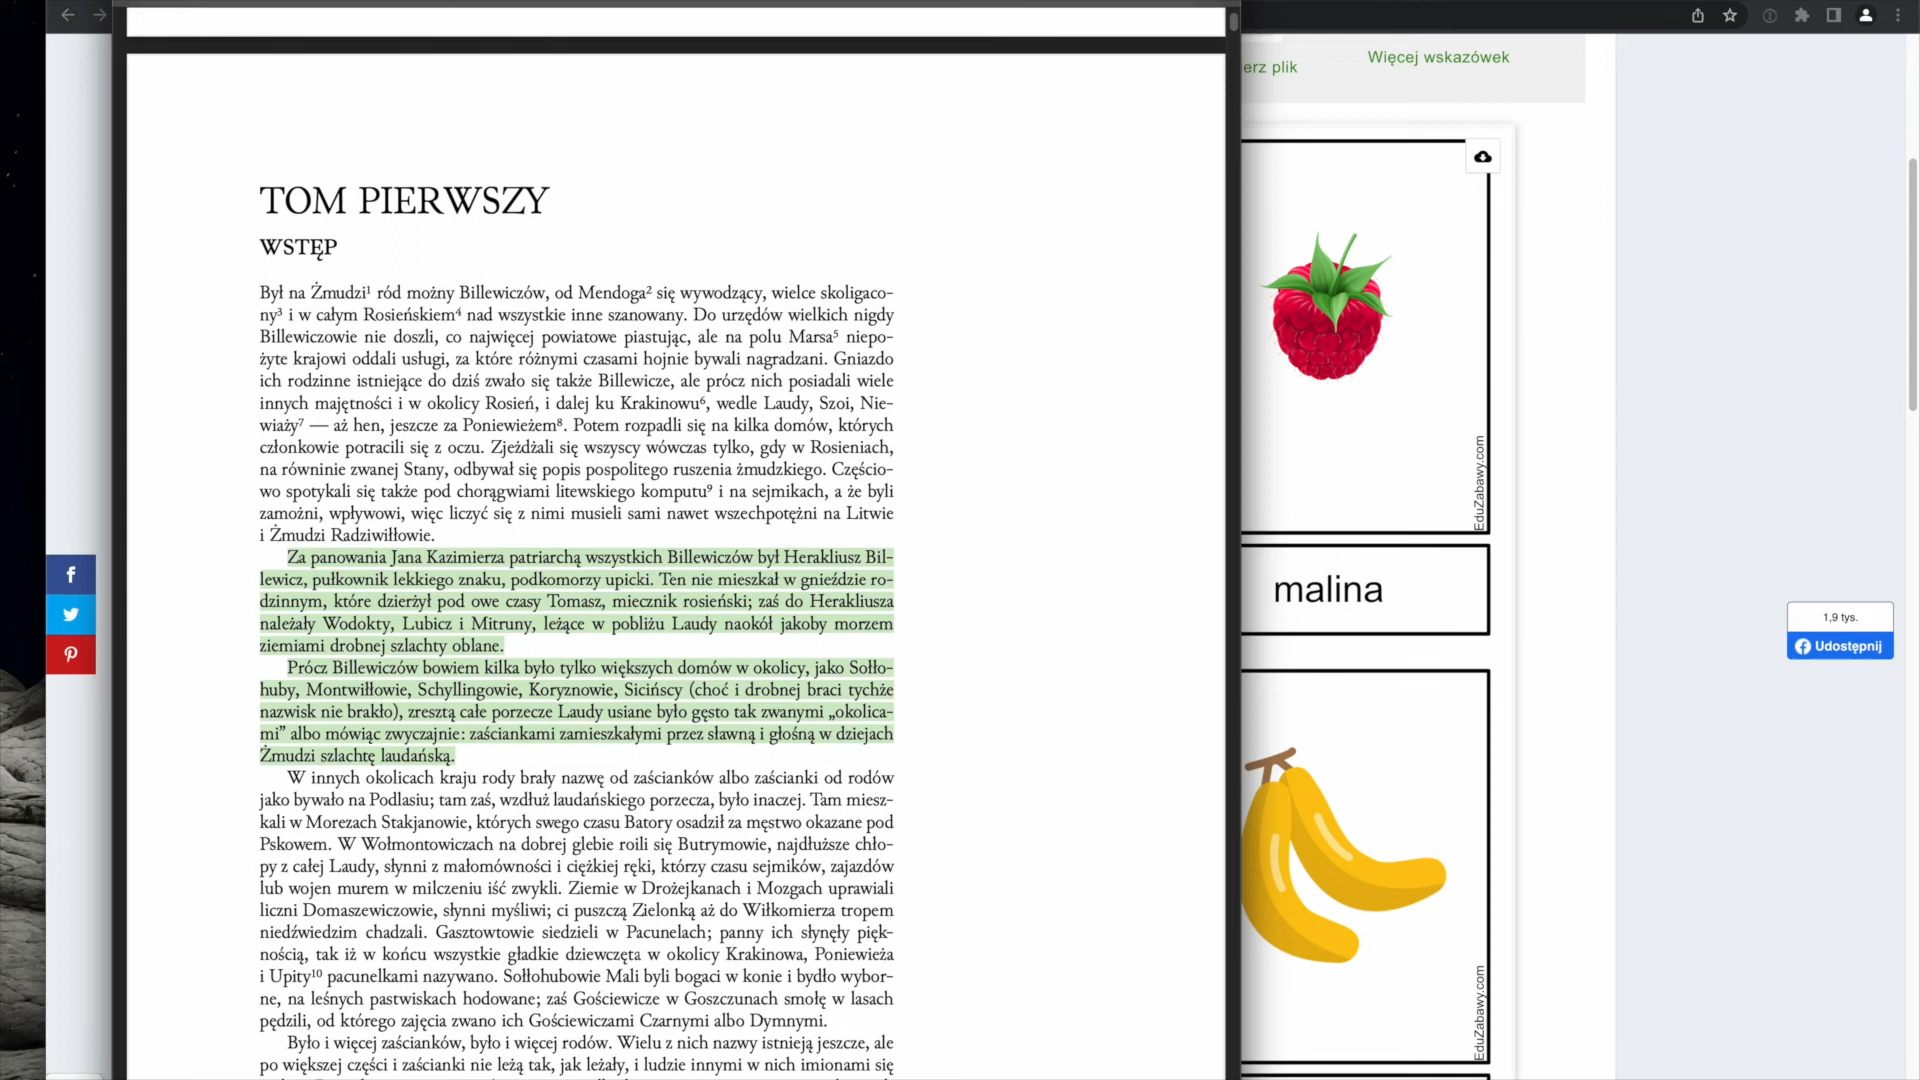 TOM PIERWSZY
WSTĘP
Był na Żmudzi¹ ród możny Billewiczów, od Mendoga² się wywodzący, wielce skoligaco-
ny³ i w całym Rosieńskiem⁴ nad wszystkie inne szanowany. Do urzędów wielkich nigdy
Billewiczowie nie doszli, co najwięcej powiatowe piastując, ale na polu Marsa⁵ niepo-
żyte krajowi oddali usługi, za które różnymi czasami hojnie bywali nagradzani. Gniazdo
ich rodzinne istniejące do dziś zwało się także Billewicze, ale prócz nich posiadali wiele
innych majętności i w okolicy Rosień, i dalej ku Krakinowu⁶, wedle Laudy, Szoi, Nie-
wiaży⁷ — aż hen, jeszcze za Poniewieżem⁸. Potem rozpadli się na kilka domów, których
członkowie potracili się z oczu. Zjeżdżali się wszyscy wówczas tylko, gdy w Rosieniach,
na równinie zwanej Stany, odbywał się popis pospolitego ruszenia żmudzkiego. Częścio-
wo spotykali się także pod chorągwiami litewskiego komputu⁹ i na sejmikach, a że byli
zamożni, wpływowi, więc liczyć się z nimi musieli sami nawet wszechpotężni na Litwie
i Żmudzi Radziwiłłowie.
Za panowania Jana Kazimierza patriarchą wszystkich Billewiczów był Herakliusz Bil-
lewicz, pułkownik lekkiego znaku, podkomorzy upicki. Ten nie mieszkał w gnieździe ro-
dzinnym, które dzierżył pod owe czasy Tomasz, miecznik rosieński; zaś do Herakliusza
należały Wodokty, Lubicz i Mitruny, leżące w pobliżu Laudy naokół jakoby morzem
ziemiami drobnej szlachty oblane.
Prócz Billewiczów bowiem kilka było tylko większych domów w okolicy, jako Sołło-
huby, Montwiłłowie, Schyllingowie, Koryznowie, Sicińscy (choć i drobnej braci tychże
nazwisk nie brakło), zresztą całe porzecze Laudy usiane było gęsto tak zwanymi „okolica-
mi” albo mówiąc zwyczajnie: zaściankami zamieszkałymi przez sławną i głośną w dziejach
Żmudzi szlachtę laudańską.
W innych okolicach kraju rody brały nazwę od zaścianków albo zaścianki od rodów
jako bywało na Podlasiu; tam zaś, wzdłuż laudańskiego porzecza, było inaczej. Tam miesz-
kali w Morezach Stakjanowie, których swego czasu Batory osadził za męstwo okazane pod
Pskowem. W Wołmontowiczach na dobrej glebie roili się Butrymowie, najdłuższe chło-
py z całej Laudy, słynni z małomówności i ciężkiej ręki, którzy czasu sejmików, zajazdów
lub wojen murem w milczeniu iść zwykli. Ziemie w Drożejkanach i Mozgach uprawiali
liczni Domaszewiczowie, słynni myśliwi; ci puszczą Zielonką aż do Wiłkomierza tropem
niedźwiedzim chadzali. Gasztowtowie siedzieli w Pacunelach; panny ich słynęły pięk-
nością, tak iż w końcu wszystkie gładkie dziewczęta w okolicy Krakinowa, Poniewieża
i Upity¹⁰ pacunelkami nazywano. Sołłohubowie Mali byli bogaci w konie i bydło wybor-
ne, na leśnych pastwiskach hodowane; zaś Gościewicze w Goszczunach smołę w lasach
pędzili, od którego zajęcia zwano ich Gościewiczami Czarnymi albo Dymnymi.
Było i więcej zaścianków, było i więcej rodów. Wielu z nich nazwy istnieją jeszcze, ale
po większej części i zaścianki nie leżą tak, jak leżały, i ludzie innymi w nich imionami się
erz plik
Więcej wskazówek
EduZabawy.com
malina
EduZabawy.com
1,9 tys.
Udostępnij